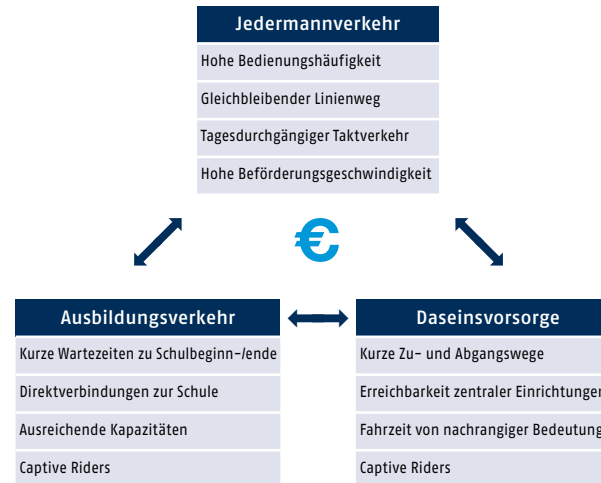 Jedermannverkehr
Hohe Bedienungshäufigkeit
Gleichbleibender Linienweg
Tagesdurchgängiger Taktverkehr
Hohe Beförderungsgeschwindigkeit
€
Ausbildungsverkehr
Kurze Wartezeiten zu Schulbeginn-/ende
Direktverbindungen zur Schule
Ausreichende Kapazitäten
Captive Riders
Daseinsvorsorge
Kurze Zu- und Abgangswege
Erreichbarkeit zentraler Einrichtungen
Fahrzeit von nachrangiger Bedeutung
Captive Riders